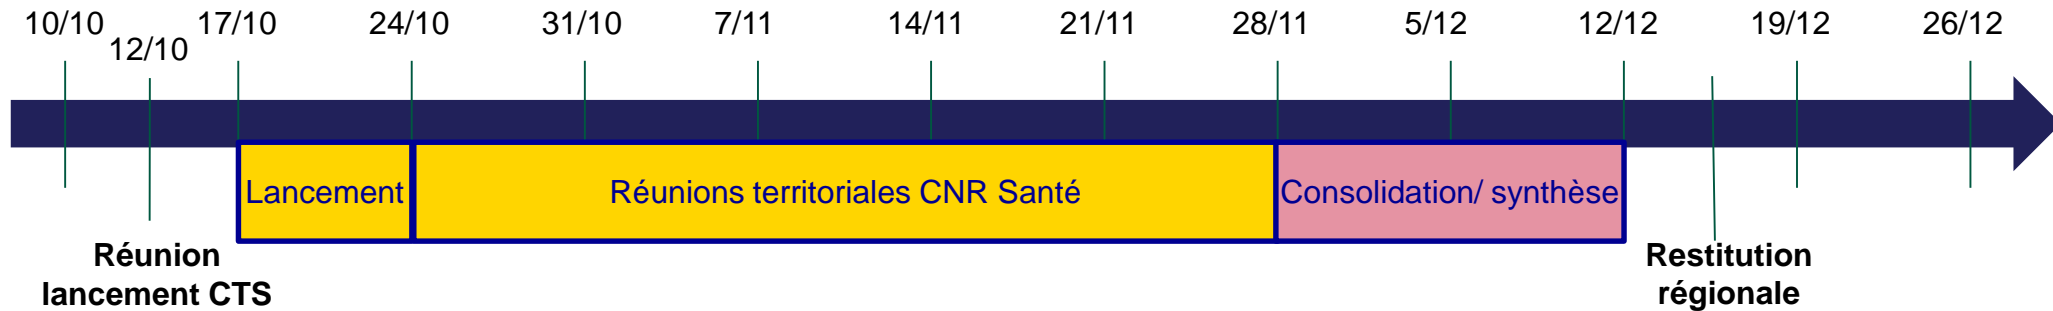 10/10
12/10
17/10
24/10
31/10
7/11
14/11
21/11
28/11
5/12
12/12
19/12
26/12
Lancement
Réunions territoriales CNR Santé
Consolidation/ synthèse
Réunion
lancement CTS
Restitution
régionale